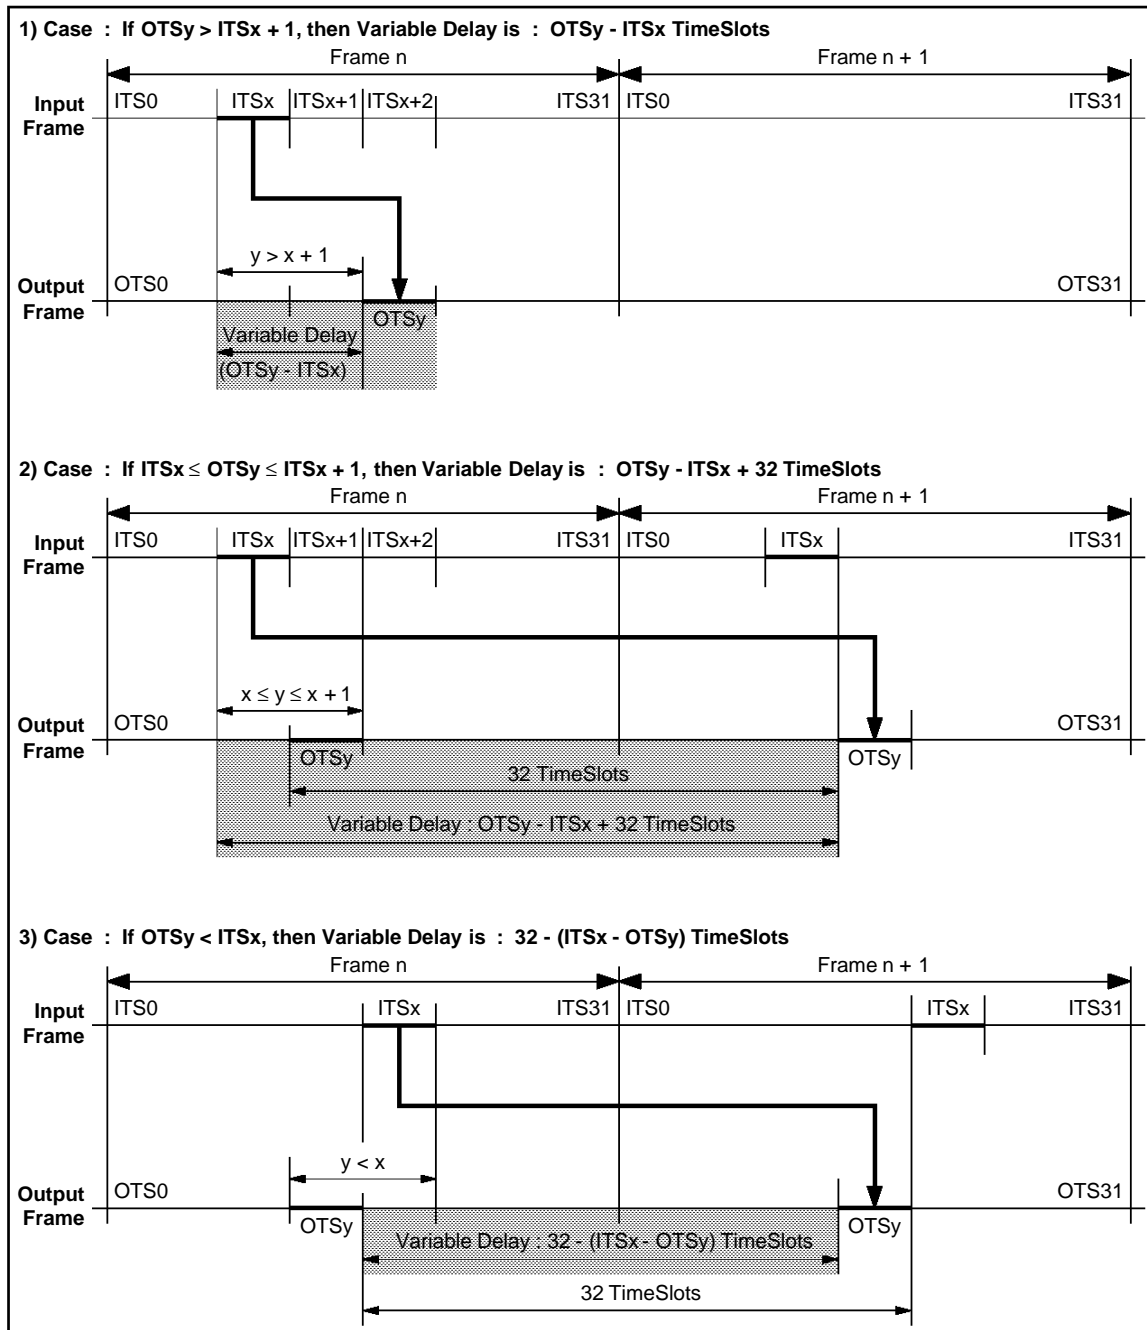 1) Case : If OTSy > ITSx + 1, then Variable Delay is : OTSy - ITSx TimeSlots
Frame n
Frame n + 1
Input Frame
ITS0
ITSx
ITSx+1
ITSx+2
ITS31
ITS0
ITS31
y > x + 1
Output Frame
OTS0
OTS31
OTSy
Variable Delay
(OTSy - ITSx)
2) Case : If ITSx ≤ OTSy ≤ ITSx + 1, then Variable Delay is : OTSy - ITSx + 32 TimeSlots
Frame n
Frame n + 1
Input Frame
ITS0
ITSx
ITSx+1
ITSx+2
ITS31
ITS0
ITSx
ITS31
x ≤ y ≤ x + 1
Output Frame
OTS0
OTS31
OTSy
OTSy
32 TimeSlots
Variable Delay : OTSy - ITSx + 32 TimeSlots
3) Case : If OTSy < ITSx, then Variable Delay is : 32 - (ITSx - OTSy) TimeSlots
Frame n
Frame n + 1
Input Frame
ITS0
ITSx
ITS31
ITS0
ITSx
ITS31
y < x
Output Frame
OTS0
OTS31
OTSy
OTSy
Variable Delay : 32 - (ITSx - OTSy) TimeSlots
32 TimeSlots